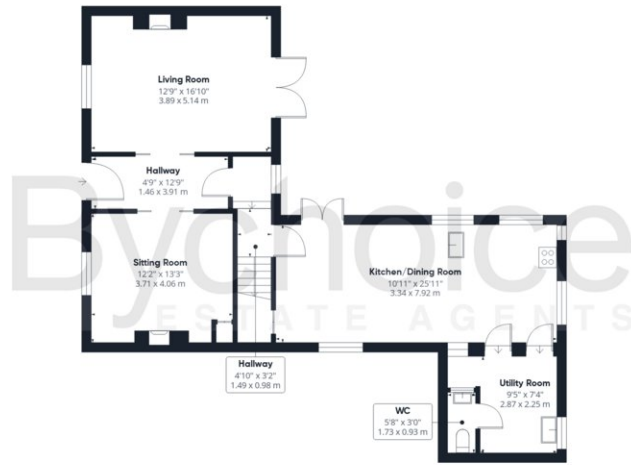 Living Room
12'9" x 16'10"
3.89 x 5.14 m
Hallway
4'9" x 12'9"
1.46 x 3.91 m
Bychoice
ESTATE AGENTS
Sitting Room
12'2" x 13'3"
3.71 x 4.06 m
Kitchen/Dining Room
10'11" x 25'11"
3.34 x 7.92 m
Hallway
4'10" x 3'2"
1.49 x 0.98 m
Utility Room
9'5" x 7'4"
2.87 x 2.25 m
WC
5'8" x 3'0"
1.73 x 0.93 m